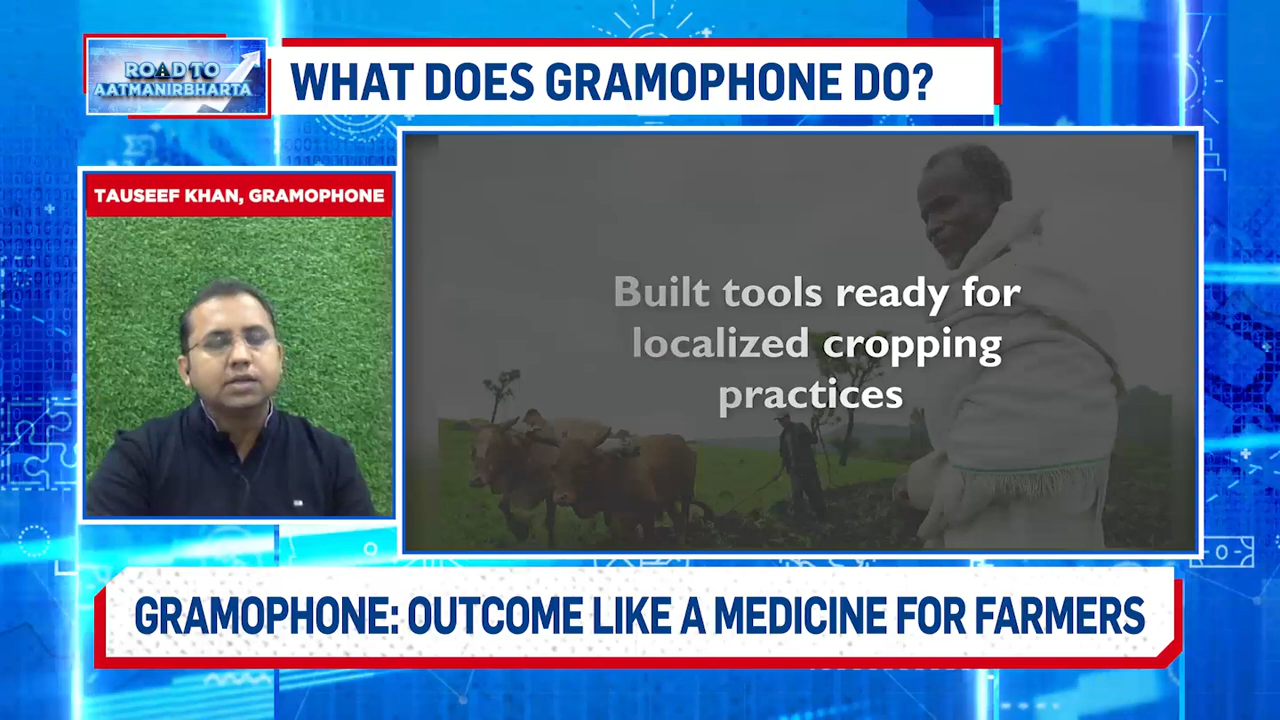 ROAD TO
AATMANIRBHARTA
WHAT DOES GRAMOPHONE DO?
TAUSEEF KHAN, GRAMOPHONE
Built tools ready for
localized cropping
practices
GRAMOPHONE: OUTCOME LIKE A MEDICINE FOR FARMERS